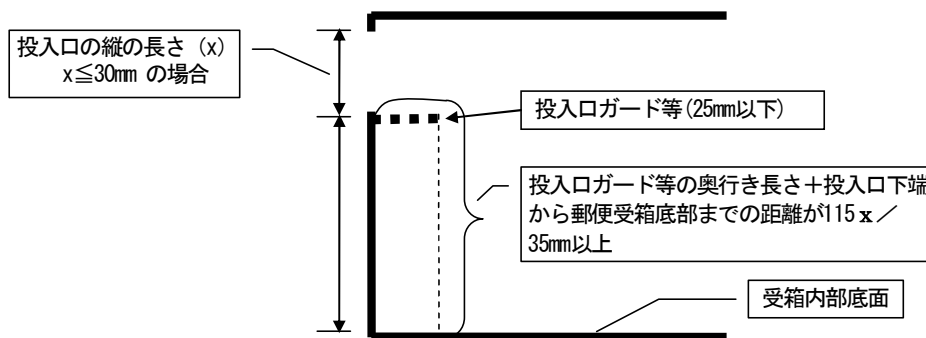 投入口の縦の長さ (x)
x≦30mm の場合
投入口ガード等(25mm以下)
投入口ガード等の奥行き長さ＋投入口下端
から郵便受箱底部までの距離が115ｘ／
35mm以上
受箱内部底面